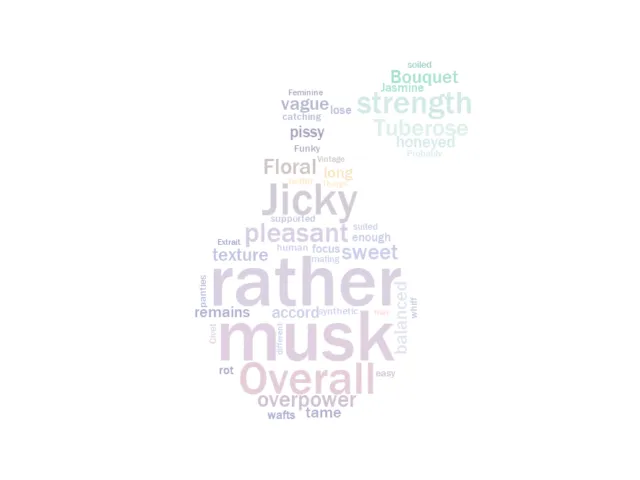 soiled
Bouquet
Jasmine
Feminine
strength
vague
lose
catching
Tuberose
pissy
honeyed
Funky
Probable
Vintage
Floral
long
Though
Jicky
supported
suited
pleasant
enough
Extrait
human
focus
sweet
texture
mating
rather
panties
balanced
whiff
remains
accord
synthetic
musk
different
rot
Overall
easy
overpower
wafts
tame